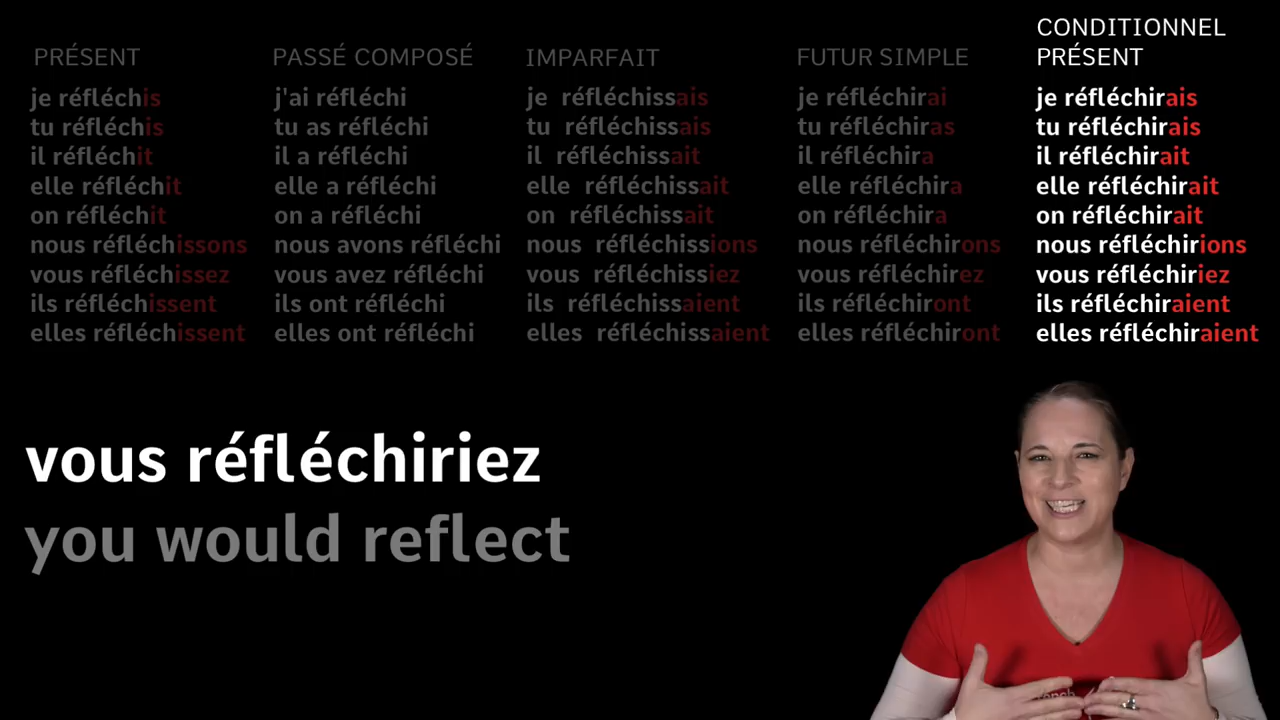 PRÉSENT
je réfléchis
tu réfléchis
il réfléchit
elle réfléchit
on réfléchit
nous réfléchissons
vous réfléchissez
ils réfléchissent
elles réfléchissent
PASSÉ COMPOSÉ
j'ai réfléchi
tu as réfléchi
il a réfléchi
elle a réfléchi
on a réfléchi
nous avons réfléchi
vous avez réfléchi
ils ont réfléchi
elles ont réfléchi
IMPARFAIT
je réfléchissais
tu réfléchissais
il réfléchissait
elle réfléchissait
on réfléchissait
nous réfléchissions
vous réfléchissiez
ils réfléchissaient
elles réfléchissaient
FUTUR SIMPLE
je réfléchirai
tu réfléchiras
il réfléchira
elle réfléchira
on réfléchira
nous réfléchirons
vous réfléchirez
ils réfléchiront
elles réfléchiront
CONDITIONNEL
PRÉSENT
je réfléchirais
tu réfléchirais
il réfléchirait
elle réfléchirait
on réfléchirait
nous réfléchirions
vous réfléchiriez
ils réfléchiraient
elles réfléchiraient
vous réfléchiriez
you would reflect